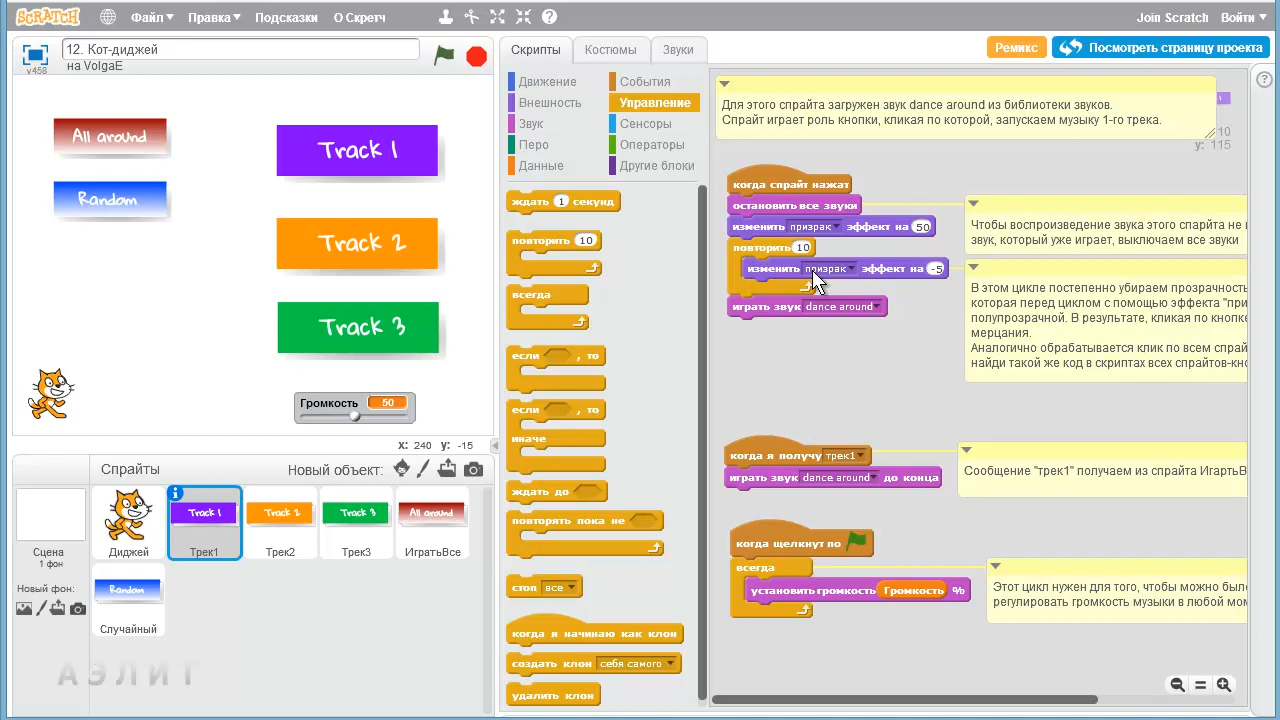 SCRATCH
Файл
Правка
Подсказки
О Скретч
Join Scratch
Войти
12. Кот-диджей
на VolgaE
v458
Скрипты
Костюмы
Звуки
Ремикс
Посмотреть страницу проекта
All around
Random
Track 1
Track 2
Track 3
Громкость 50
x: 240 y: -15
Движение
Внешность
Звук
Перо
Данные
События
Управление
Сенсоры
Операторы
Другие блоки
ждать 1 секунд
повторить 10
всегда
если , то
если , то
иначе
ждать до
повторять пока не
стоп все
когда я начинаю как клон
создать клон себя самого
удалить клон
Для этого спрайта загружен звук dance around из библиотеки звуков.
Спрайт играет роль кнопки, кликая по которой, запускаем музыку 1-го трека.
y: 115
когда спрайт нажат
остановить все звуки
изменить призрак эффект на 50
повторить 10
изменить призрак эффект на -5
играть звук dance around
Чтобы воспроизведение звука этого спрайта не
звук, который уже играет, выключаем все звуки
В этом цикле постепенно убираем прозрачность
которая перед циклом с помощью эффекта "при
полупрозрачной. В результате, кликая по кнопке
мерцания.
Аналогично обрабатывается клик по всем спрай
найди такой же код в скриптах всех спрайтов-кно
когда я получу трек1
играть звук dance around до конца
Сообщение "трек1" получаем из спрайта ИгратьВ
когда щелкнут по
всегда
установить громкость Громкость %
Этот цикл нужен для того, чтобы можно было
регулировать громкость музыки в любой мом
Спрайты
Новый объект:
Сцена
1 фон
Новый фон:
Диджей
Track 1
Трек1
Track 2
Трек2
Track 3
Трек3
All around
ИгратьВсе
Random
Случайный
АЭЛИТ